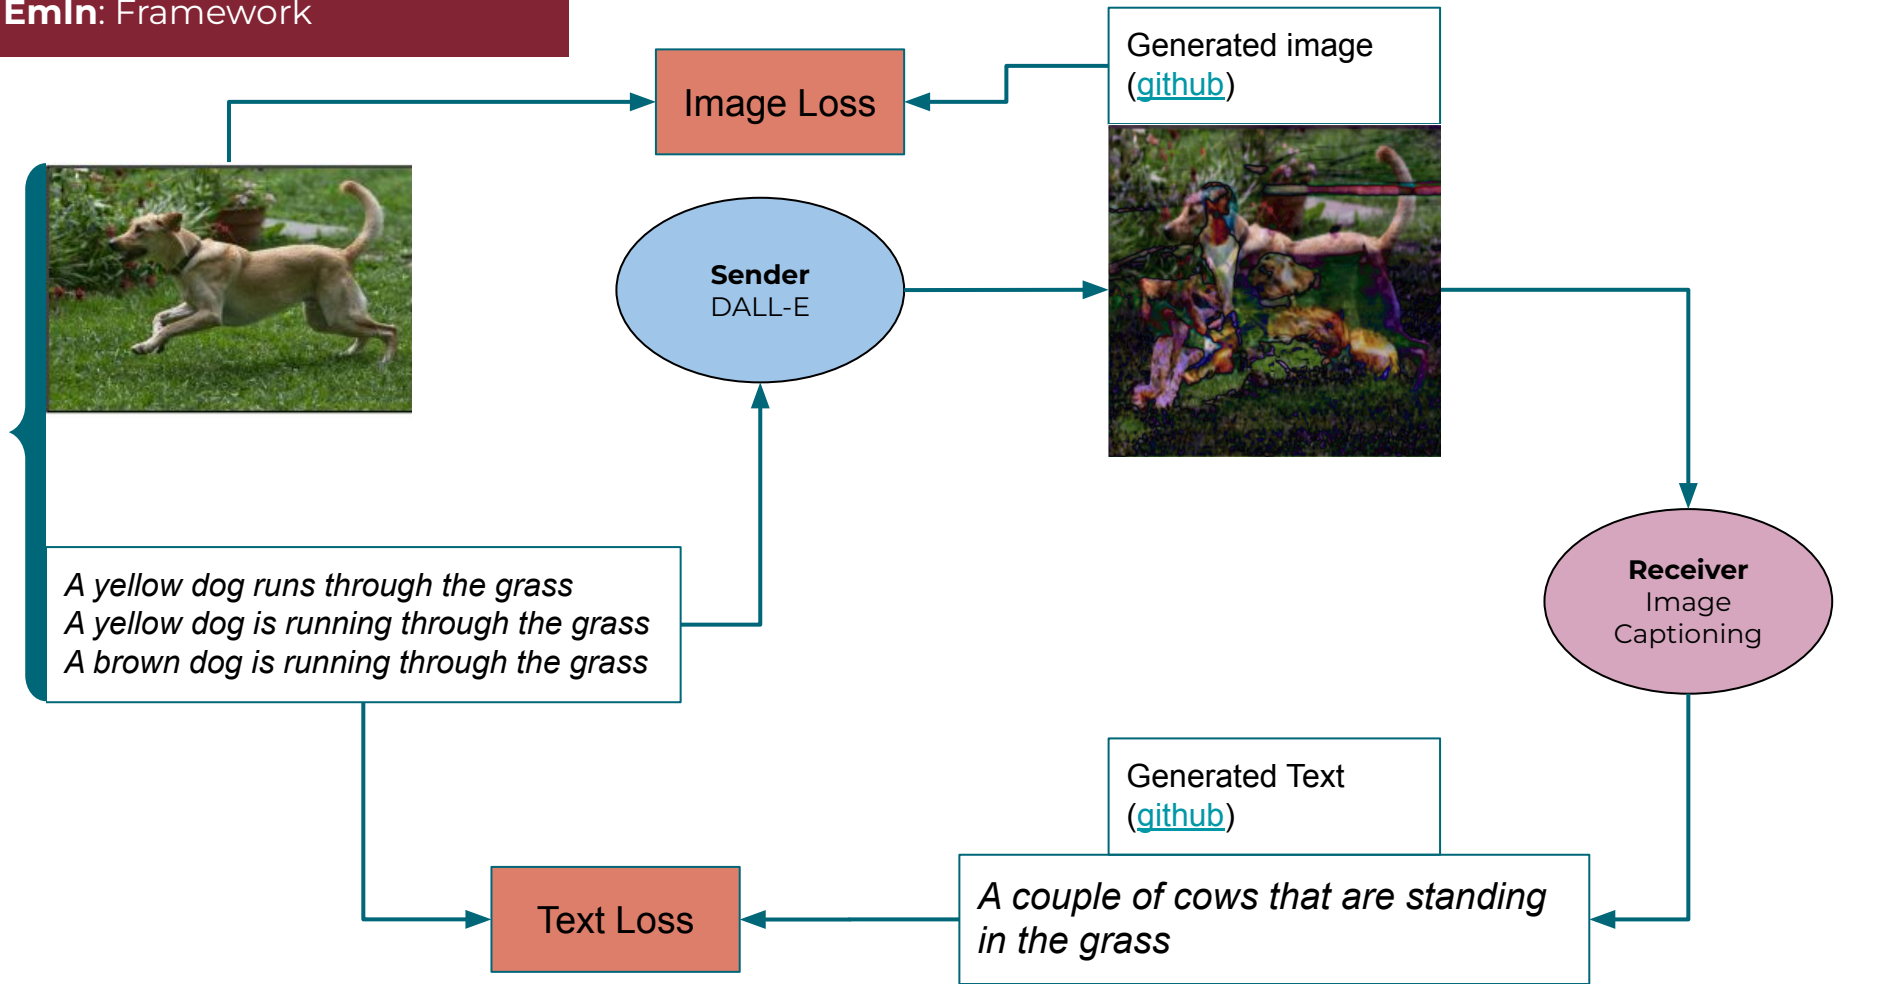 EmIn: Framework
Generated image
(github)
Image Loss
Sender
DALL-E
A yellow dog runs through the grass
A yellow dog is running through the grass
A brown dog is running through the grass
Receiver
Image
Captioning
Generated Text
(github)
A couple of cows that are standing
in the grass
Text Loss